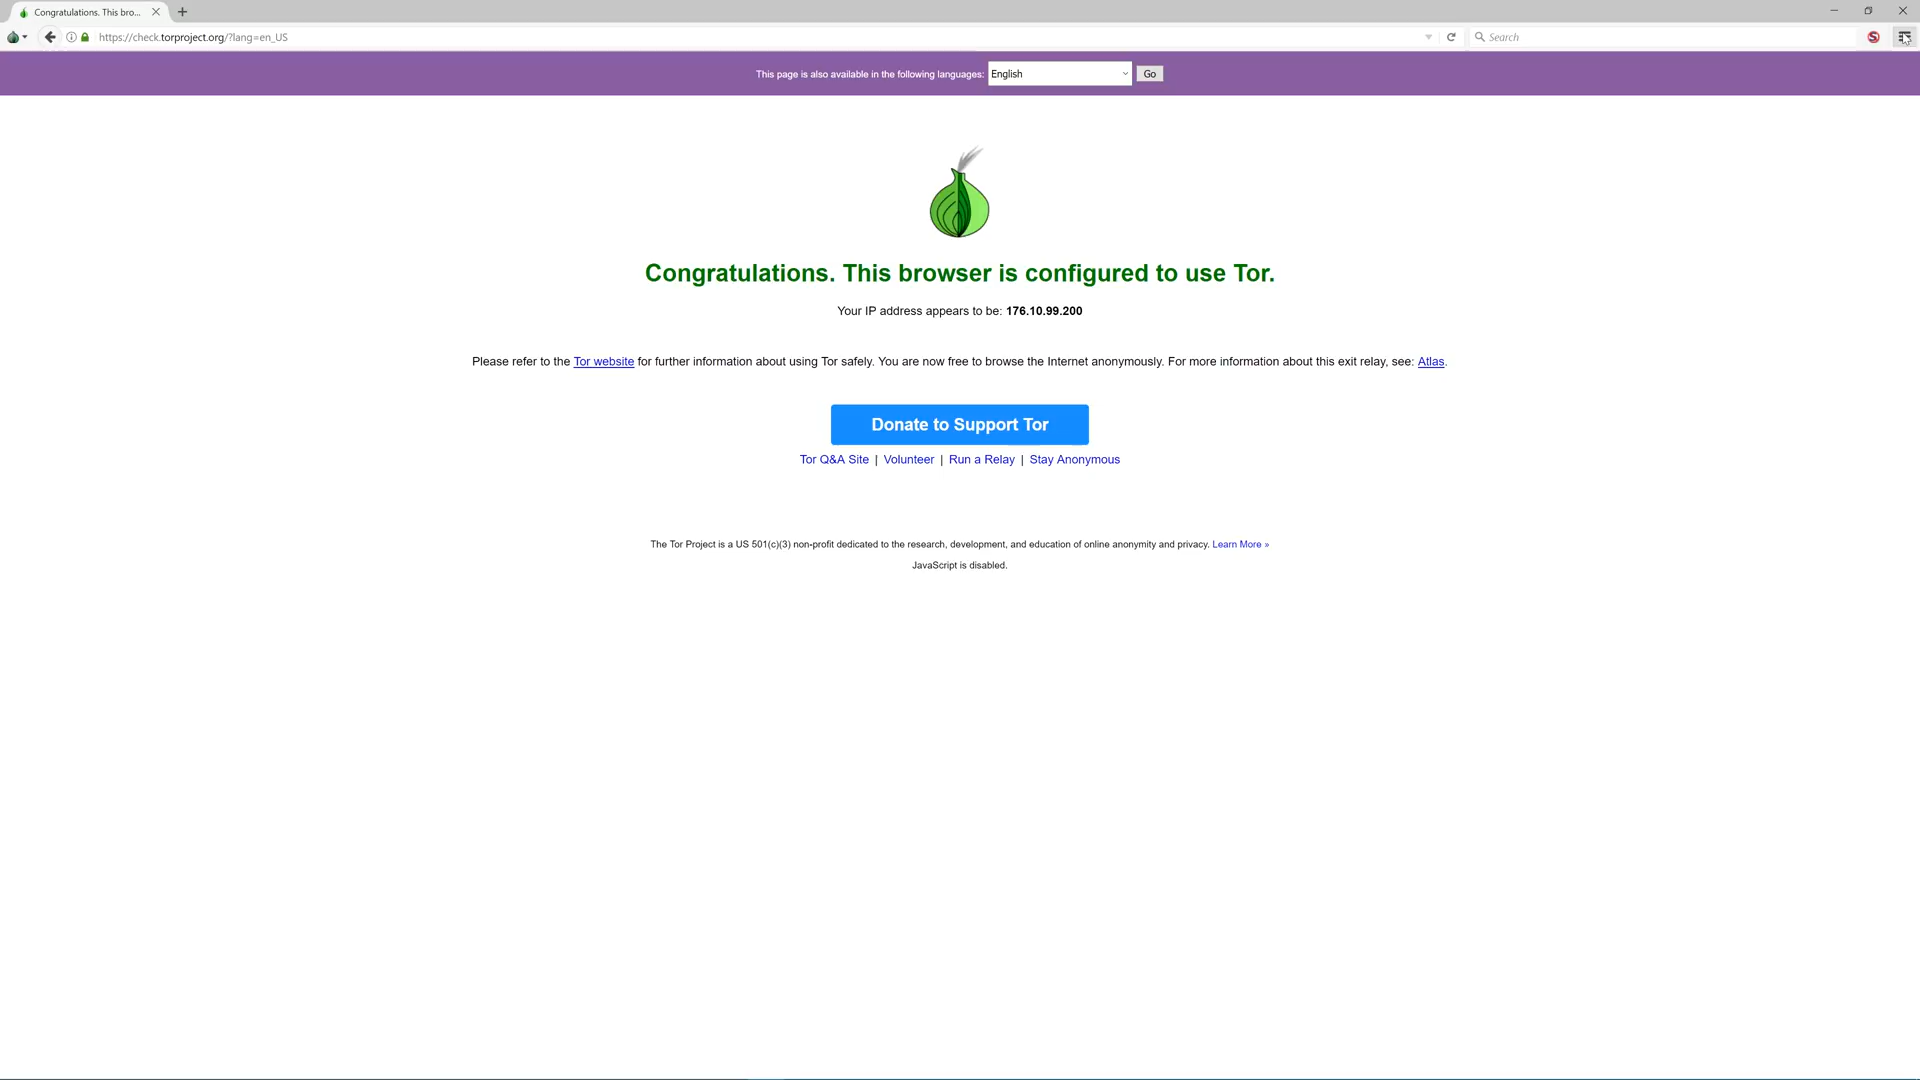 Congratulations. This bro...
https://check.torproject.org/?lang=en_US
Search
This page is also available in the following languages: English Go
Congratulations. This browser is configured to use Tor.
Your IP address appears to be: 176.10.99.200
Please refer to the Tor website for further information about using Tor safely. You are now free to browse the Internet anonymously. For more information about this exit relay, see: Atlas.
Donate to Support Tor
Tor Q&A Site | Volunteer | Run a Relay | Stay Anonymous
The Tor Project is a US 501(c)(3) non-profit dedicated to the research, development, and education of online anonymity and privacy. Learn More »
JavaScript is disabled.